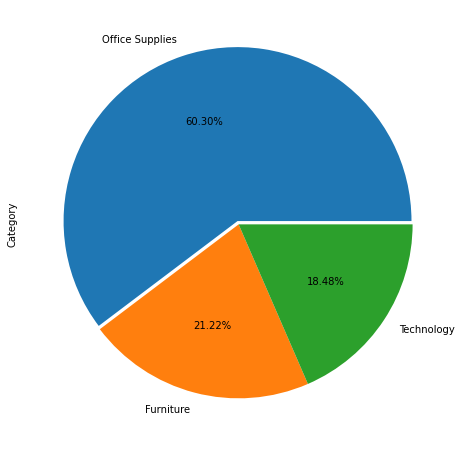 Office Supplies
60.30%
Category
18.48%
21.22%
Technology
Furniture